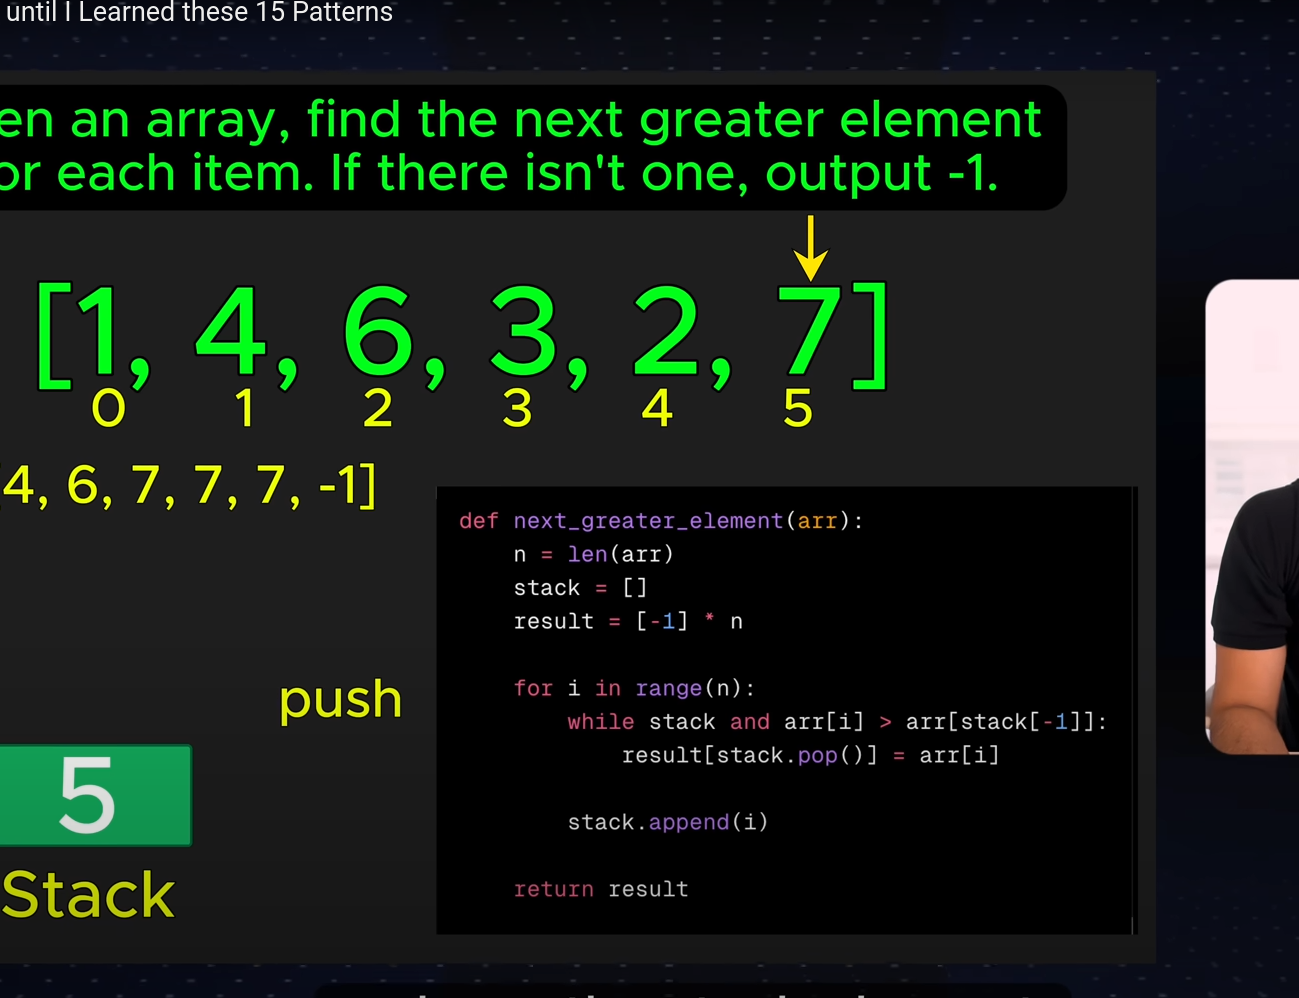 until I Learned these 15 Patterns
en an array, find the next greater element
or each item. If there isn't one, output -1.
[1, 4, 6, 3, 2, 7]
0 1 2 3 4 5
4, 6, 7, 7, 7, -1]
def next_greater_element(arr):
n = len(arr)
stack = []
result = [-1] * n
for i in range(n):
while stack and arr[i] > arr[stack[-1]]:
result[stack.pop()] = arr[i]
stack.append(i)
return result
push
5
Stack